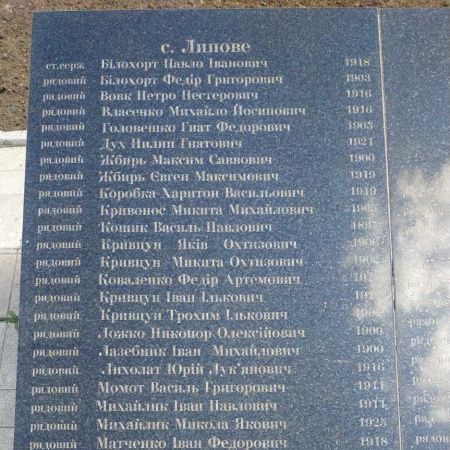 с. Липове
ст.серж Білохорт Павло Іванович 1918
рядовий Білохорт Федір Григорович 1903
рядовий Вовк Петро Нестерович 1916
рядовий Власенко Михайло Йосипович 1916
рядовий Головешко Гнат Федорович 1905
рядовий Дух Пилип Гнатович 1921
рядовий Жбирь Максим Саввович 1900
рядовий Жбирь Євген Максимович 1919
рядовий Коробка Харитон Васильович 1919
рядовий Кривонос Микита Михайлович
рядовий Кошик Василь Павлович
рядовий Кривцун Яків Охтизович 1906
рядовий Кривцун Микита Охтизович
рядовий Коваленко Федір Артемович
рядовий Кривцун Іван Ількович
рядовий Кривцун Трохим Ількович
рядовий Ложко Никонор Олексійович 1900
рядовий Лазебник Іван Михайлович 1900
рядовий Лихолат Юрій Лук'янович 1916
рядовий Момот Василь Григорович 1911
рядовий Михайлик Іван Павлович 1911
рядовий Михайлик Микола Якович 1925
рядовий Матченко Іван Федорович 1918